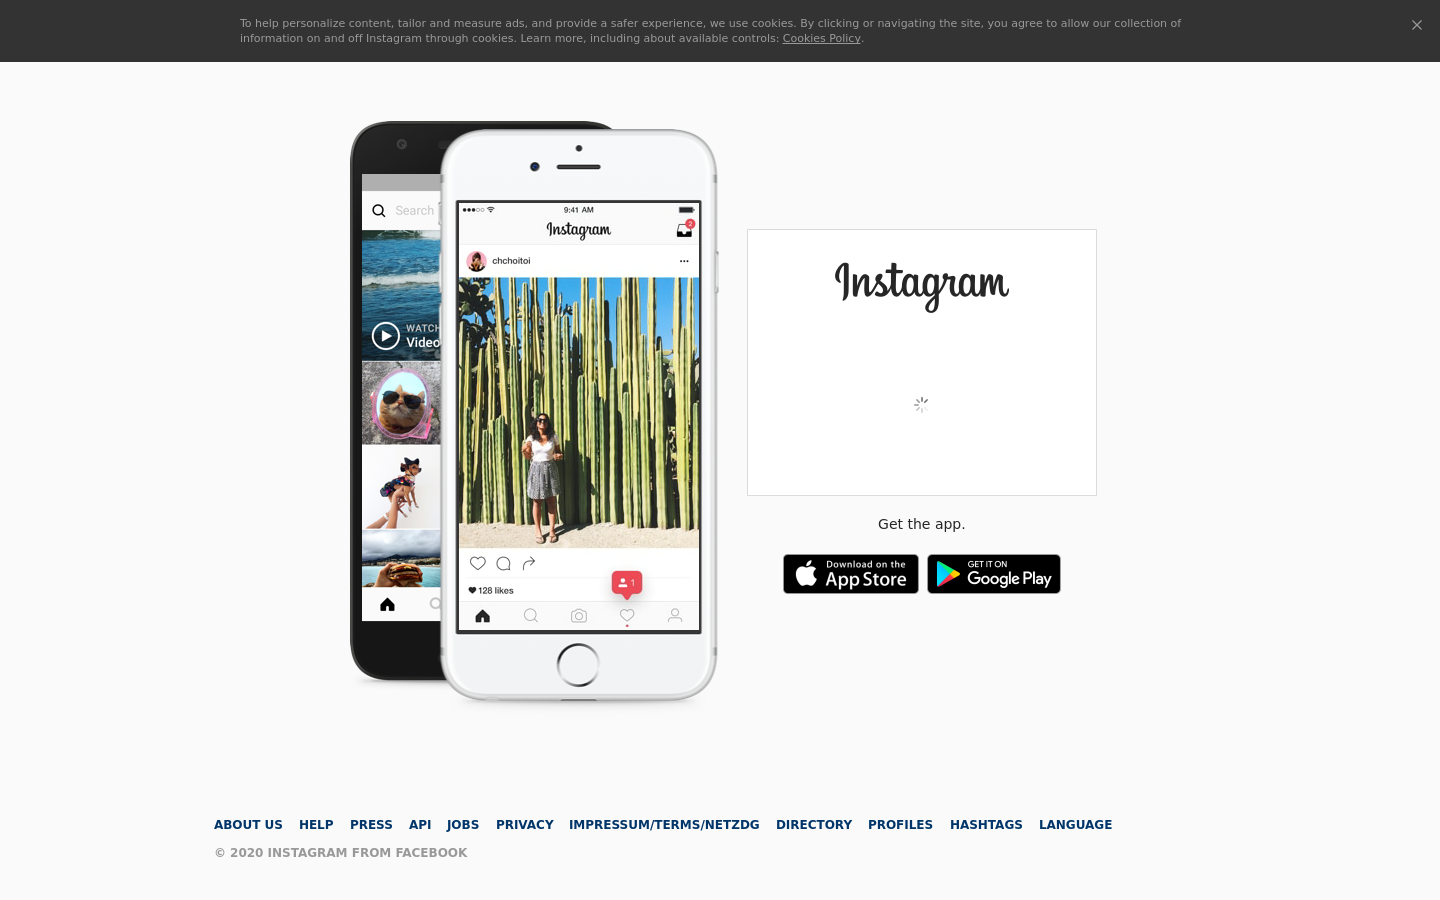 To help personalize content, tailor and measure ads, and provide a safer experience, we use cookies. By clicking or navigating the site, you agree to allow our collection of
information on and off Instagram through cookies. Learn more, including about available controls: Cookies Policy.
Search
WATCH
Video
9:41 AM
Instagram
2
chchoitoi
1
128 likes
Instagram
Get the app.
Download on the
App Store
GET IT ON
Google Play
ABOUT US HELP PRESS API JOBS PRIVACY IMPRESSUM/TERMS/NETZDG DIRECTORY PROFILES HASHTAGS LANGUAGE
© 2020 INSTAGRAM FROM FACEBOOK